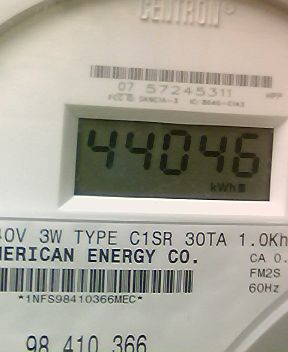 CENTRON®
07 57245311
44046
kWh
40V 3W TYPE C1SR 30TA 1.0Kh
MERICAN ENERGY CO.
CA 0.
FM2S
60Hz
*1NFS98410366MEC*
98 410 366